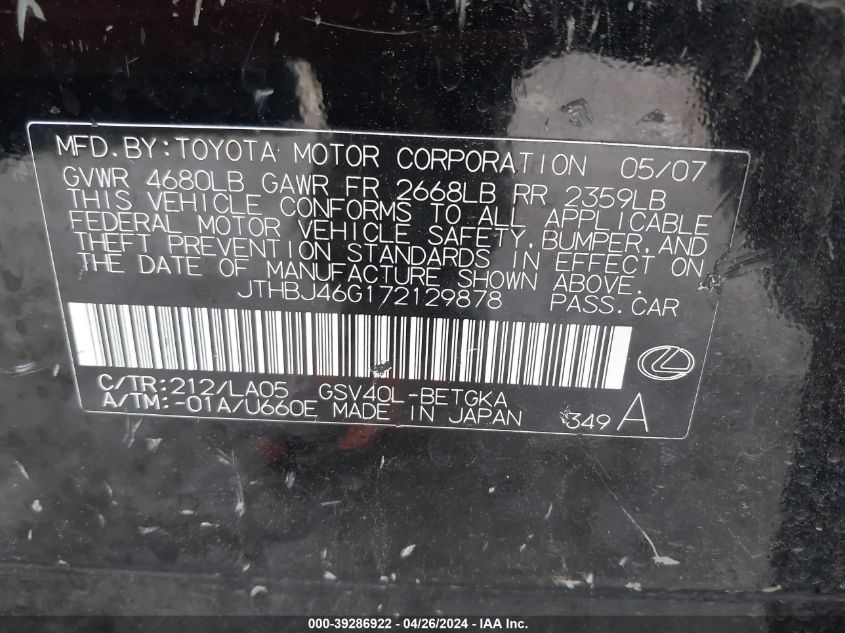 MFD.BY:TOYOTA MOTOR CORPORATION 05/07
GVWR 4680LB GAWR FR 2668LB RR 2359LB
THIS VEHICLE CONFORMS TO ALL APPLICABLE
FEDERAL MOTOR VEHICLE SAFETY,BUMPER,AND
THEFT PREVENTION STANDARDS IN EFFECT ON
THE DATE OF MANUFACTURE SHOWN ABOVE.
JTHBJ46G172129878 PASS.CAR
C/TR:212/LA05 GSV40L-BETGKA
A/TM:-01A/U660E MADE IN JAPAN 349 A
000-39286922 - 04/26/2024 - IAAI.com